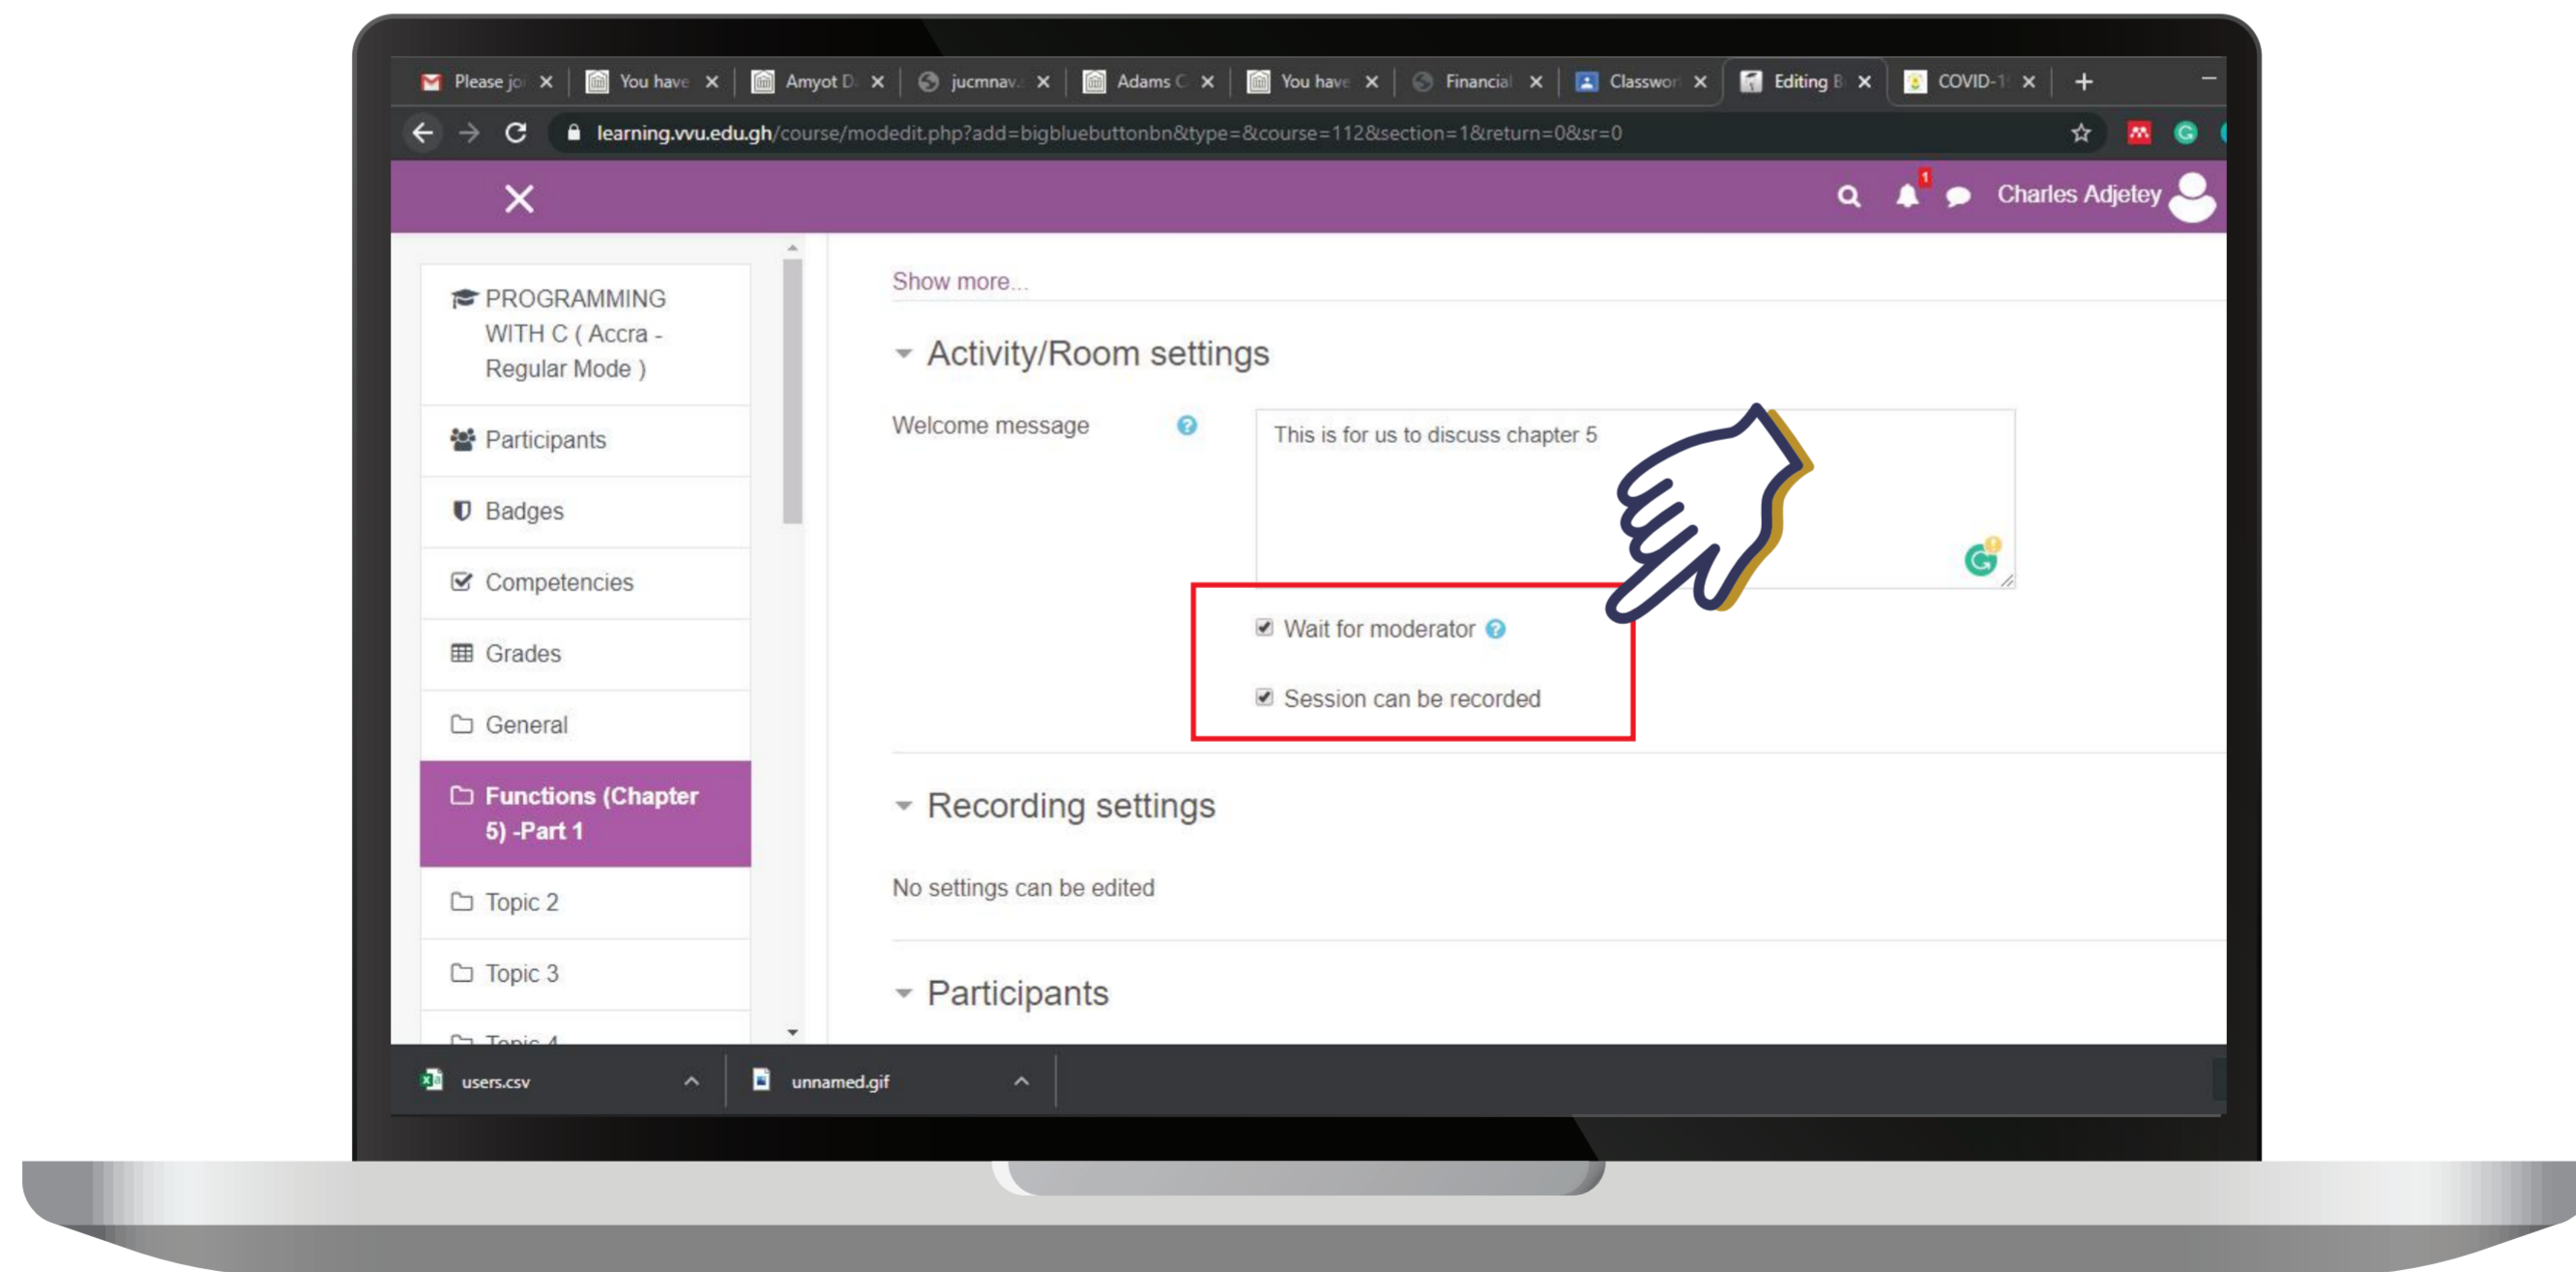 Please joi
You have
Amyot D
jucmnav.
Adams C
You have
Financial
Classwor
Editing B
COVID-1
learning.vvu.edu.gh/course/modedit.php?add=bigbluebuttonbn&type=&course=112&section=1&return=0&sr=0
1
Charles Adjetey
PROGRAMMING
WITH C ( Accra -
Regular Mode )
Participants
Badges
Competencies
Grades
General
Functions (Chapter
5) -Part 1
Topic 2
Topic 3
Topic 4
Show more...
Activity/Room settings
Welcome message
This is for us to discuss chapter 5
Wait for moderator
Session can be recorded
Recording settings
No settings can be edited
Participants
users.csv
unnamed.gif